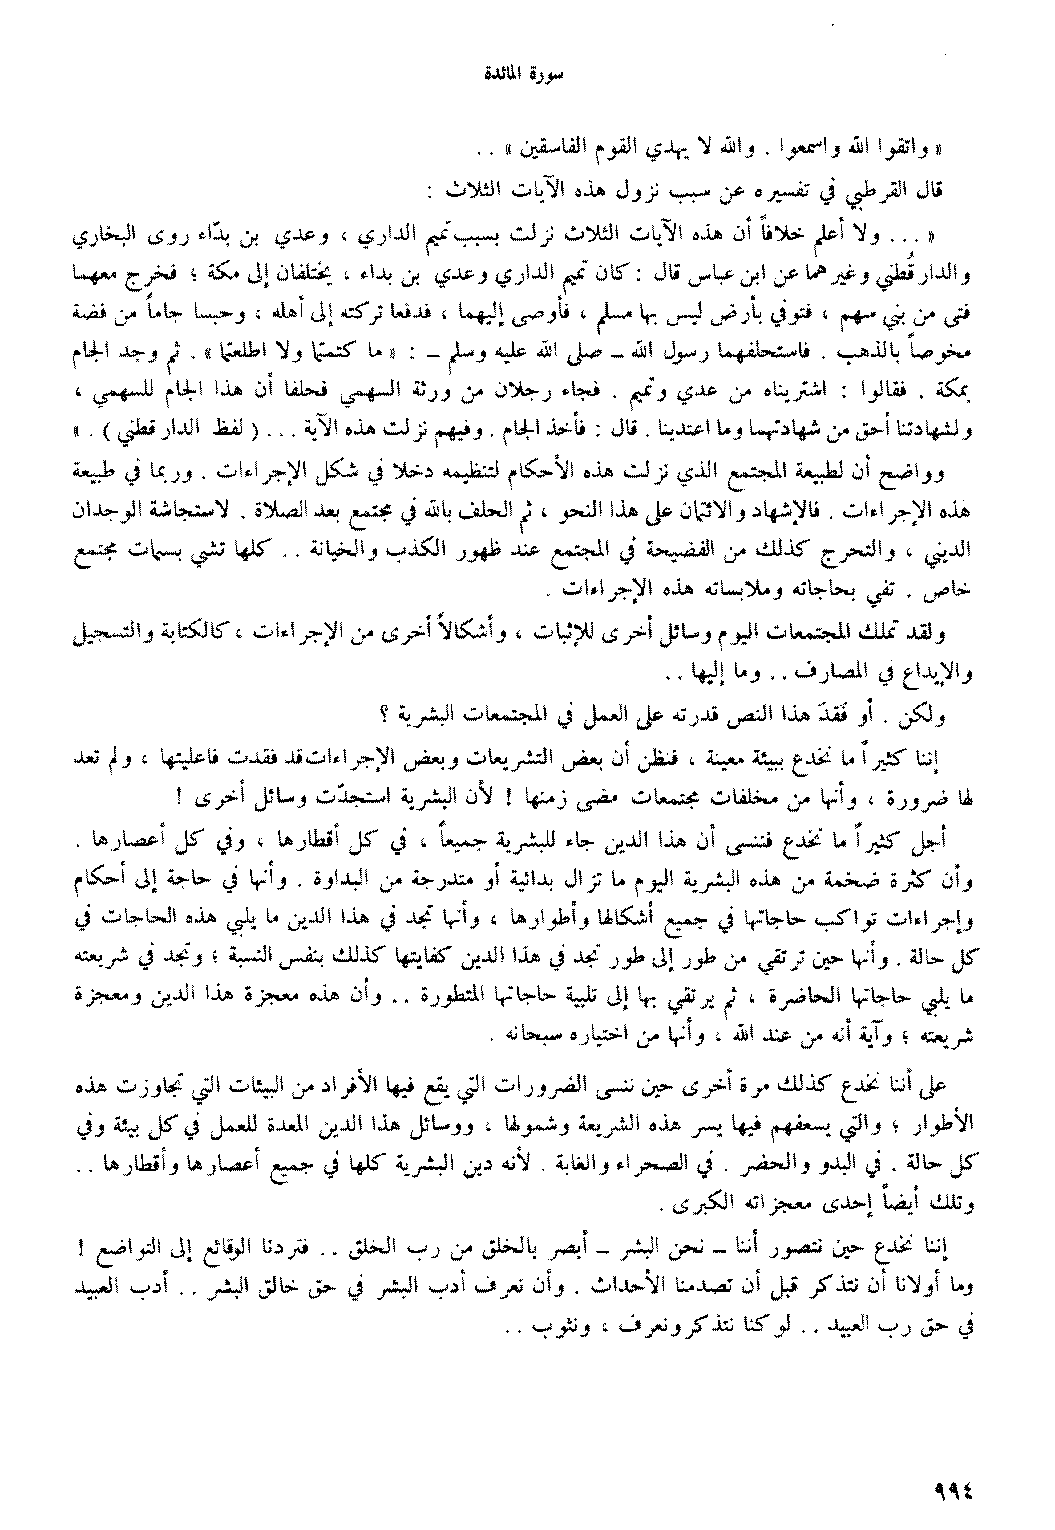 سورة المائدة
« واتقوا الله واسمعوا . والله لا يهدي القوم الفاسقين » . .
قال القرطبي في تفسيره عن سبب نزول هذه الآيات الثلاث :
« ... ولا أعلم خلافاً أن هذه الآيات الثلاث نزلت بسبب تميم الداري ، وعدي بن بدّاء روى البخاري
والدارقُطني وغيرهما عن ابن عباس قال : كان تميم الداري وعدي بن بداء ، يختلفان إلى مكة ؛ فخرج معهما
فتى من بني سهم ، فتوفي بأرض ليس بها مسلم ، فأوصى إليهما ، فدفعا تركته إلى أهله ، وحبسا جاماً من فضة
مخوصاً بالذهب . فاستحلفهما رسول الله – صلى الله عليه وسلم – : « ما كتمتما ولا اطلعتما » . ثم وجد الجام
بمكة . فقالوا : اشتريناه من عدي وتميم . فجاء رجلان من ورثة السهمي فحلفا أن هذا الجام للسهمي ،
ولشهادتنا أحق من شهادتهما وما اعتدينا . قال : فأخذ الجام . وفيهم نزلت هذه الآية ... ( لفظ الدار قطني ) . »
وواضح أن لطبيعة المجتمع الذي نزلت هذه الأحكام لتنظيمه دخلا في شكل الإجراءات . وربما في طبيعة
هذه الإجراءات . فالإشهاد والائتمان على هذا النحو ، ثم الحلف بالله في مجتمع بعد الصلاة . لاستجاشة الوجدان
الديني ، والتحرج كذلك من الفضيحة في المجتمع عند ظهور الكذب والخيانة . . كلها تشي بسمات مجتمع
خاص . تفي بحاجاته وملابساته هذه الإجراءات .
ولقد تملك المجتمعات اليوم وسائل أخرى للإثبات ، وأشكالاً أخرى من الإجراءات ، كالكتابة والتسجيل
والإيداع في المصارف . . وما إليها . .
ولكن . أو فَقدَ هذا النص قدرته على العمل في المجتمعات البشرية ؟
إننا كثيراً ما نخدع ببيئة معينة ، فنظن أن بعض التشريعات وبعض الإجراءات قد فقدت فاعليتها ، ولم تعد
لها ضرورة ، وأنها من مخلفات مجتمعات مضى زمنها ! لأن البشرية استجدّت وسائل أخرى !
أجل كثيراً ما نخدع فننسى أن هذا الدين جاء للبشرية جميعاً ، في كل أقطارها ، وفي كل أعصارها .
وأن كثرة ضخمة من هذه البشرية اليوم ما تزال بدائية أو متدرجة من البداوة . وأنها في حاجة إلى أحكام
وإجراءات تواكب حاجاتها في جميع أشكالها وأطوارها ، وأنها تجد في هذا الدين ما يلبي هذه الحاجات في
كل حالة . وأنها حين ترتقي من طور إلى طور تجد في هذا الدين كفايتها كذلك بنفس النسبة ؛ وتجد في شريعته
ما يلبي حاجاتها الحاضرة ، ثم يرتقي بها إلى تلبية حاجاتها المتطورة . . وأن هذه معجزة هذا الدين ومعجزة
شريعته ؛ وآية أنه من عند الله ، وأنها من اختياره سبحانه .
على أننا نخدع كذلك مرة أخرى حين ننسى الضرورات التي يقع فيها الأفراد من البيئات التي تجاوزت هذه
الأطوار ؛ والتي يسعفهم فيها يسر هذه الشريعة وشمولها ، ووسائل هذا الدين المعدة للعمل في كل بيئة وفي
كل حالة . في البدو والحضر . في الصحراء والغابة . لأنه دين البشرية كلها في جميع أعصارها وأقطارها . .
وتلك أيضاً إحدى معجزاته الكبرى .
إننا نخدع حين نتصور أننا – نحن البشر – أبصر بالخلق من رب الخلق . . فتردنا الوقائع إلى التواضع !
وما أولانا أن نتذكر قبل أن تصدمنا الأحداث . وأن نعرف أدب البشر في حق خالق البشر . . أدب العبيد
في حق رب العبيد . . لو كنا نتذكر ونعرف ، ونثوب . .
٩٩٤